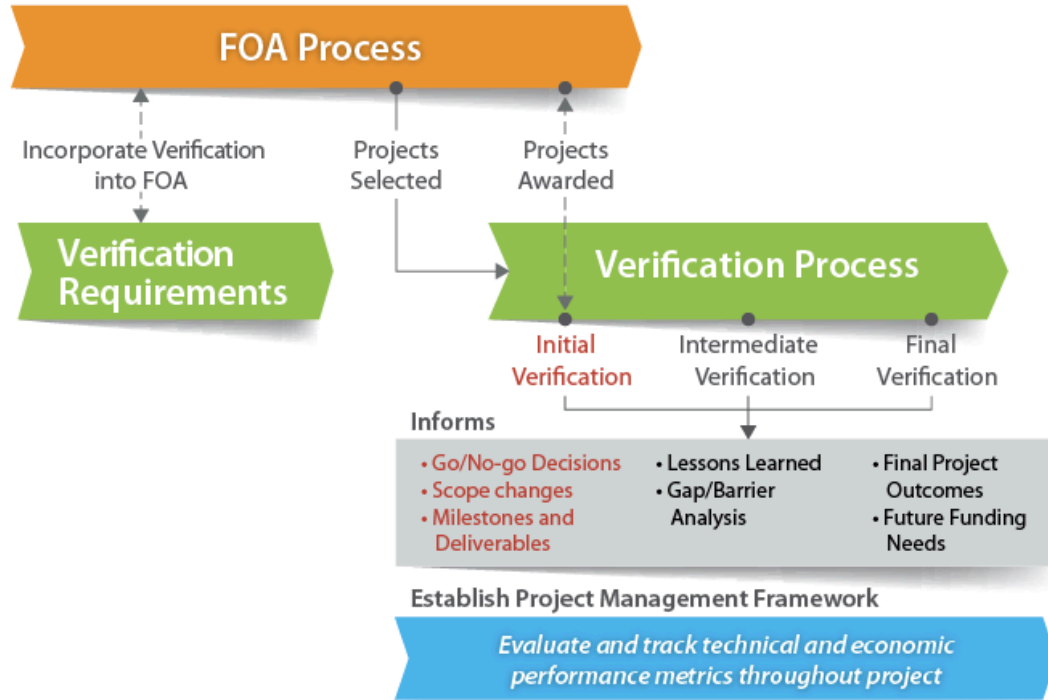 FOA Process
Incorporate Verification
into FOA
Projects
Selected
Projects
Awarded
Verification
Requirements
Verification Process
Initial
Verification
Intermediate
Verification
Final
Verification
Informs
• Go/No-go Decisions
• Scope changes
• Milestones and
Deliverables
• Lessons Learned
• Gap/Barrier
Analysis
• Final Project
Outcomes
• Future Funding
Needs
Establish Project Management Framework
Evaluate and track technical and economic
performance metrics throughout project